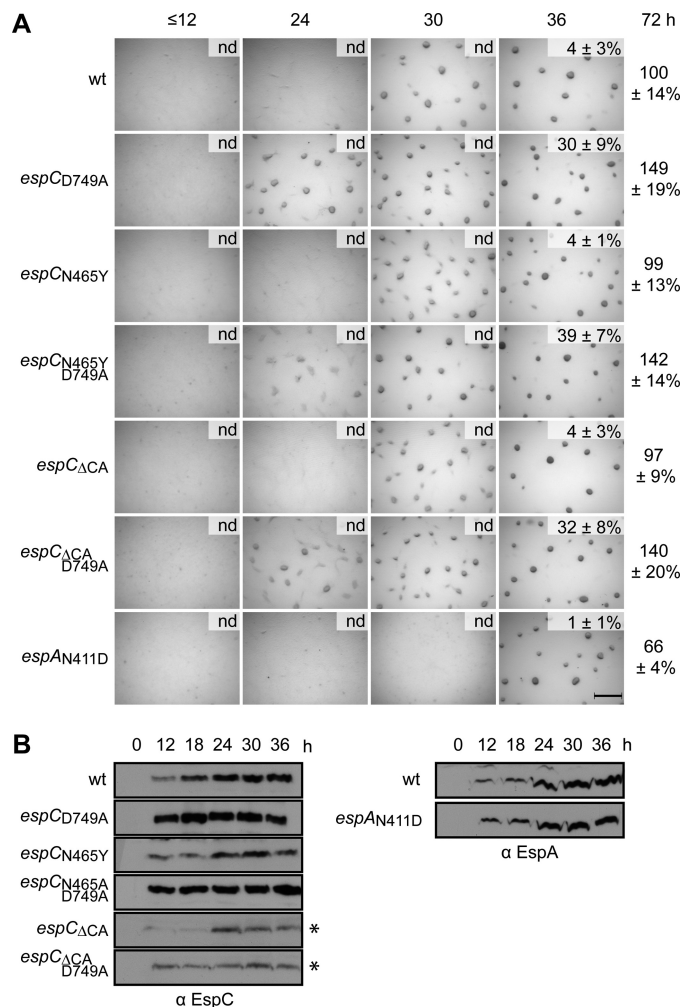 A
≤12 24 30 36 72 h
wt nd nd nd 4 ± 3% 100 ± 14%
espCD749A nd nd nd 30 ± 9% 149 ± 19%
espCN465Y nd nd nd 4 ± 1% 99 ± 13%
espCN465Y D749A nd nd nd 39 ± 7% 142 ± 14%
espCΔCA nd nd nd 4 ± 3% 97 ± 9%
espCΔCA D749A nd nd nd 32 ± 8% 140 ± 20%
espAN411D nd nd nd 1 ± 1% 66 ± 4%
B
0 12 18 24 30 36 h
wt
espCD749A
espCN465Y
espCN465A D749A
espCΔCA *
espCΔCA D749A *
α EspC
0 12 18 24 30 36 h
wt
espAN411D
α EspA